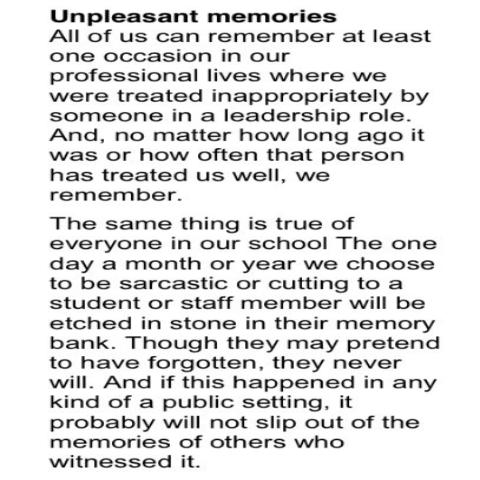 Unpleasant memories
All of us can remember at least
one occasion in our
professional lives where we
were treated inappropriately by
someone in a leadership role.
And, no matter how long ago it
was or how often that person
has treated us well, we
remember.
The same thing is true of
everyone in our school The one
day a month or year we choose
to be sarcastic or cutting to a
student or staff member will be
etched in stone in their memory
bank. Though they may pretend
to have forgotten, they never
will. And if this happened in any
kind of a public setting, it
probably will not slip out of the
memories of others who
witnessed it.